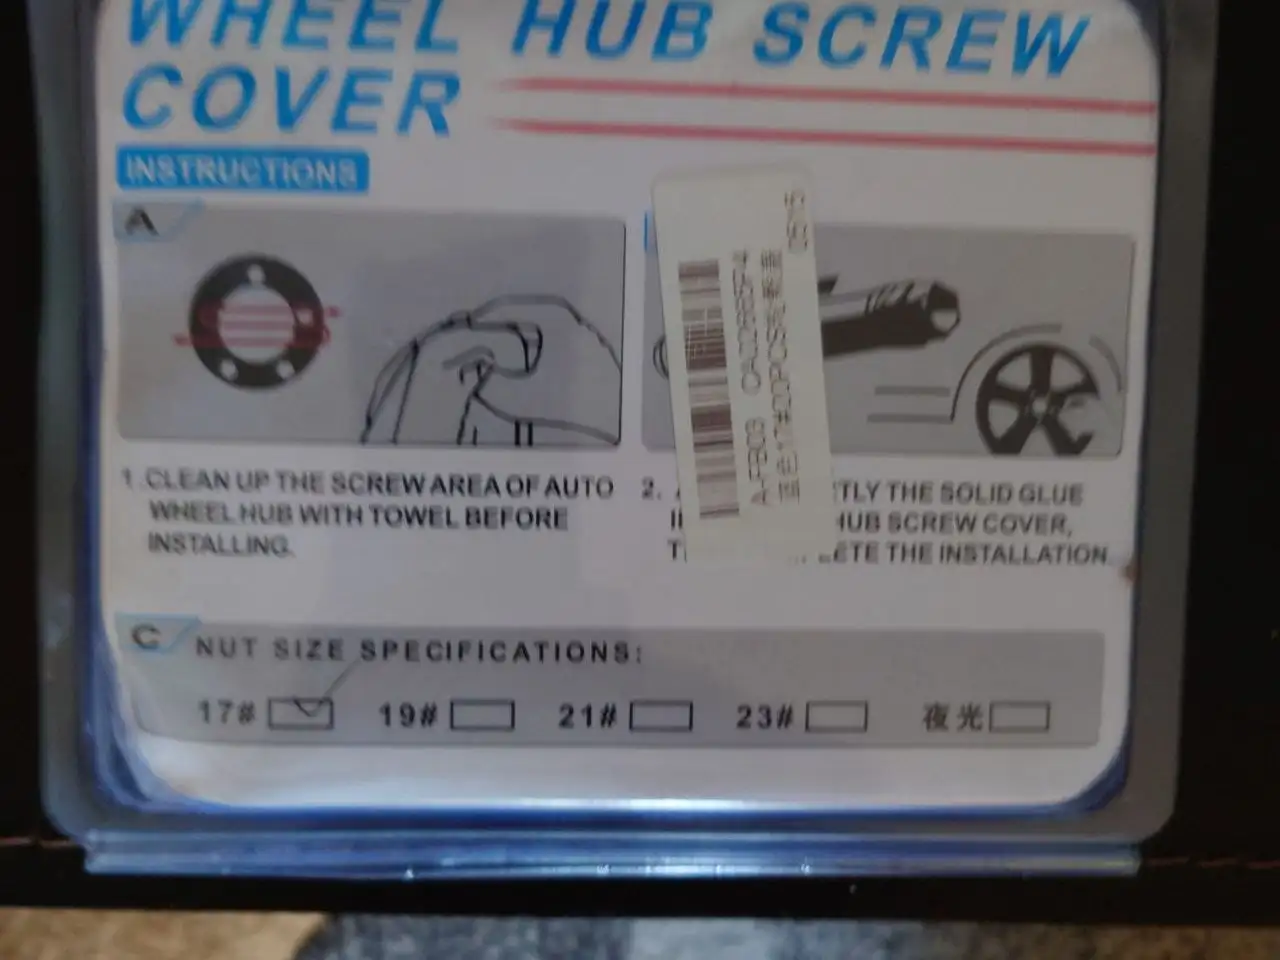 WHEEL HUB SCREW
COVER
INSTRUCTIONS
A
1.CLEAN UP THE SCREW AREA OF AUTO
WHEEL HUB WITH TOWEL BEFORE
INSTALLING.
2.
TLY THE SOLID GLUE
HUB SCREW COVER,
ETE THE INSTALLATION
A-FB03
0515
C NUT SIZE SPECIFICATIONS:
17# 19# 21# 23# 夜光